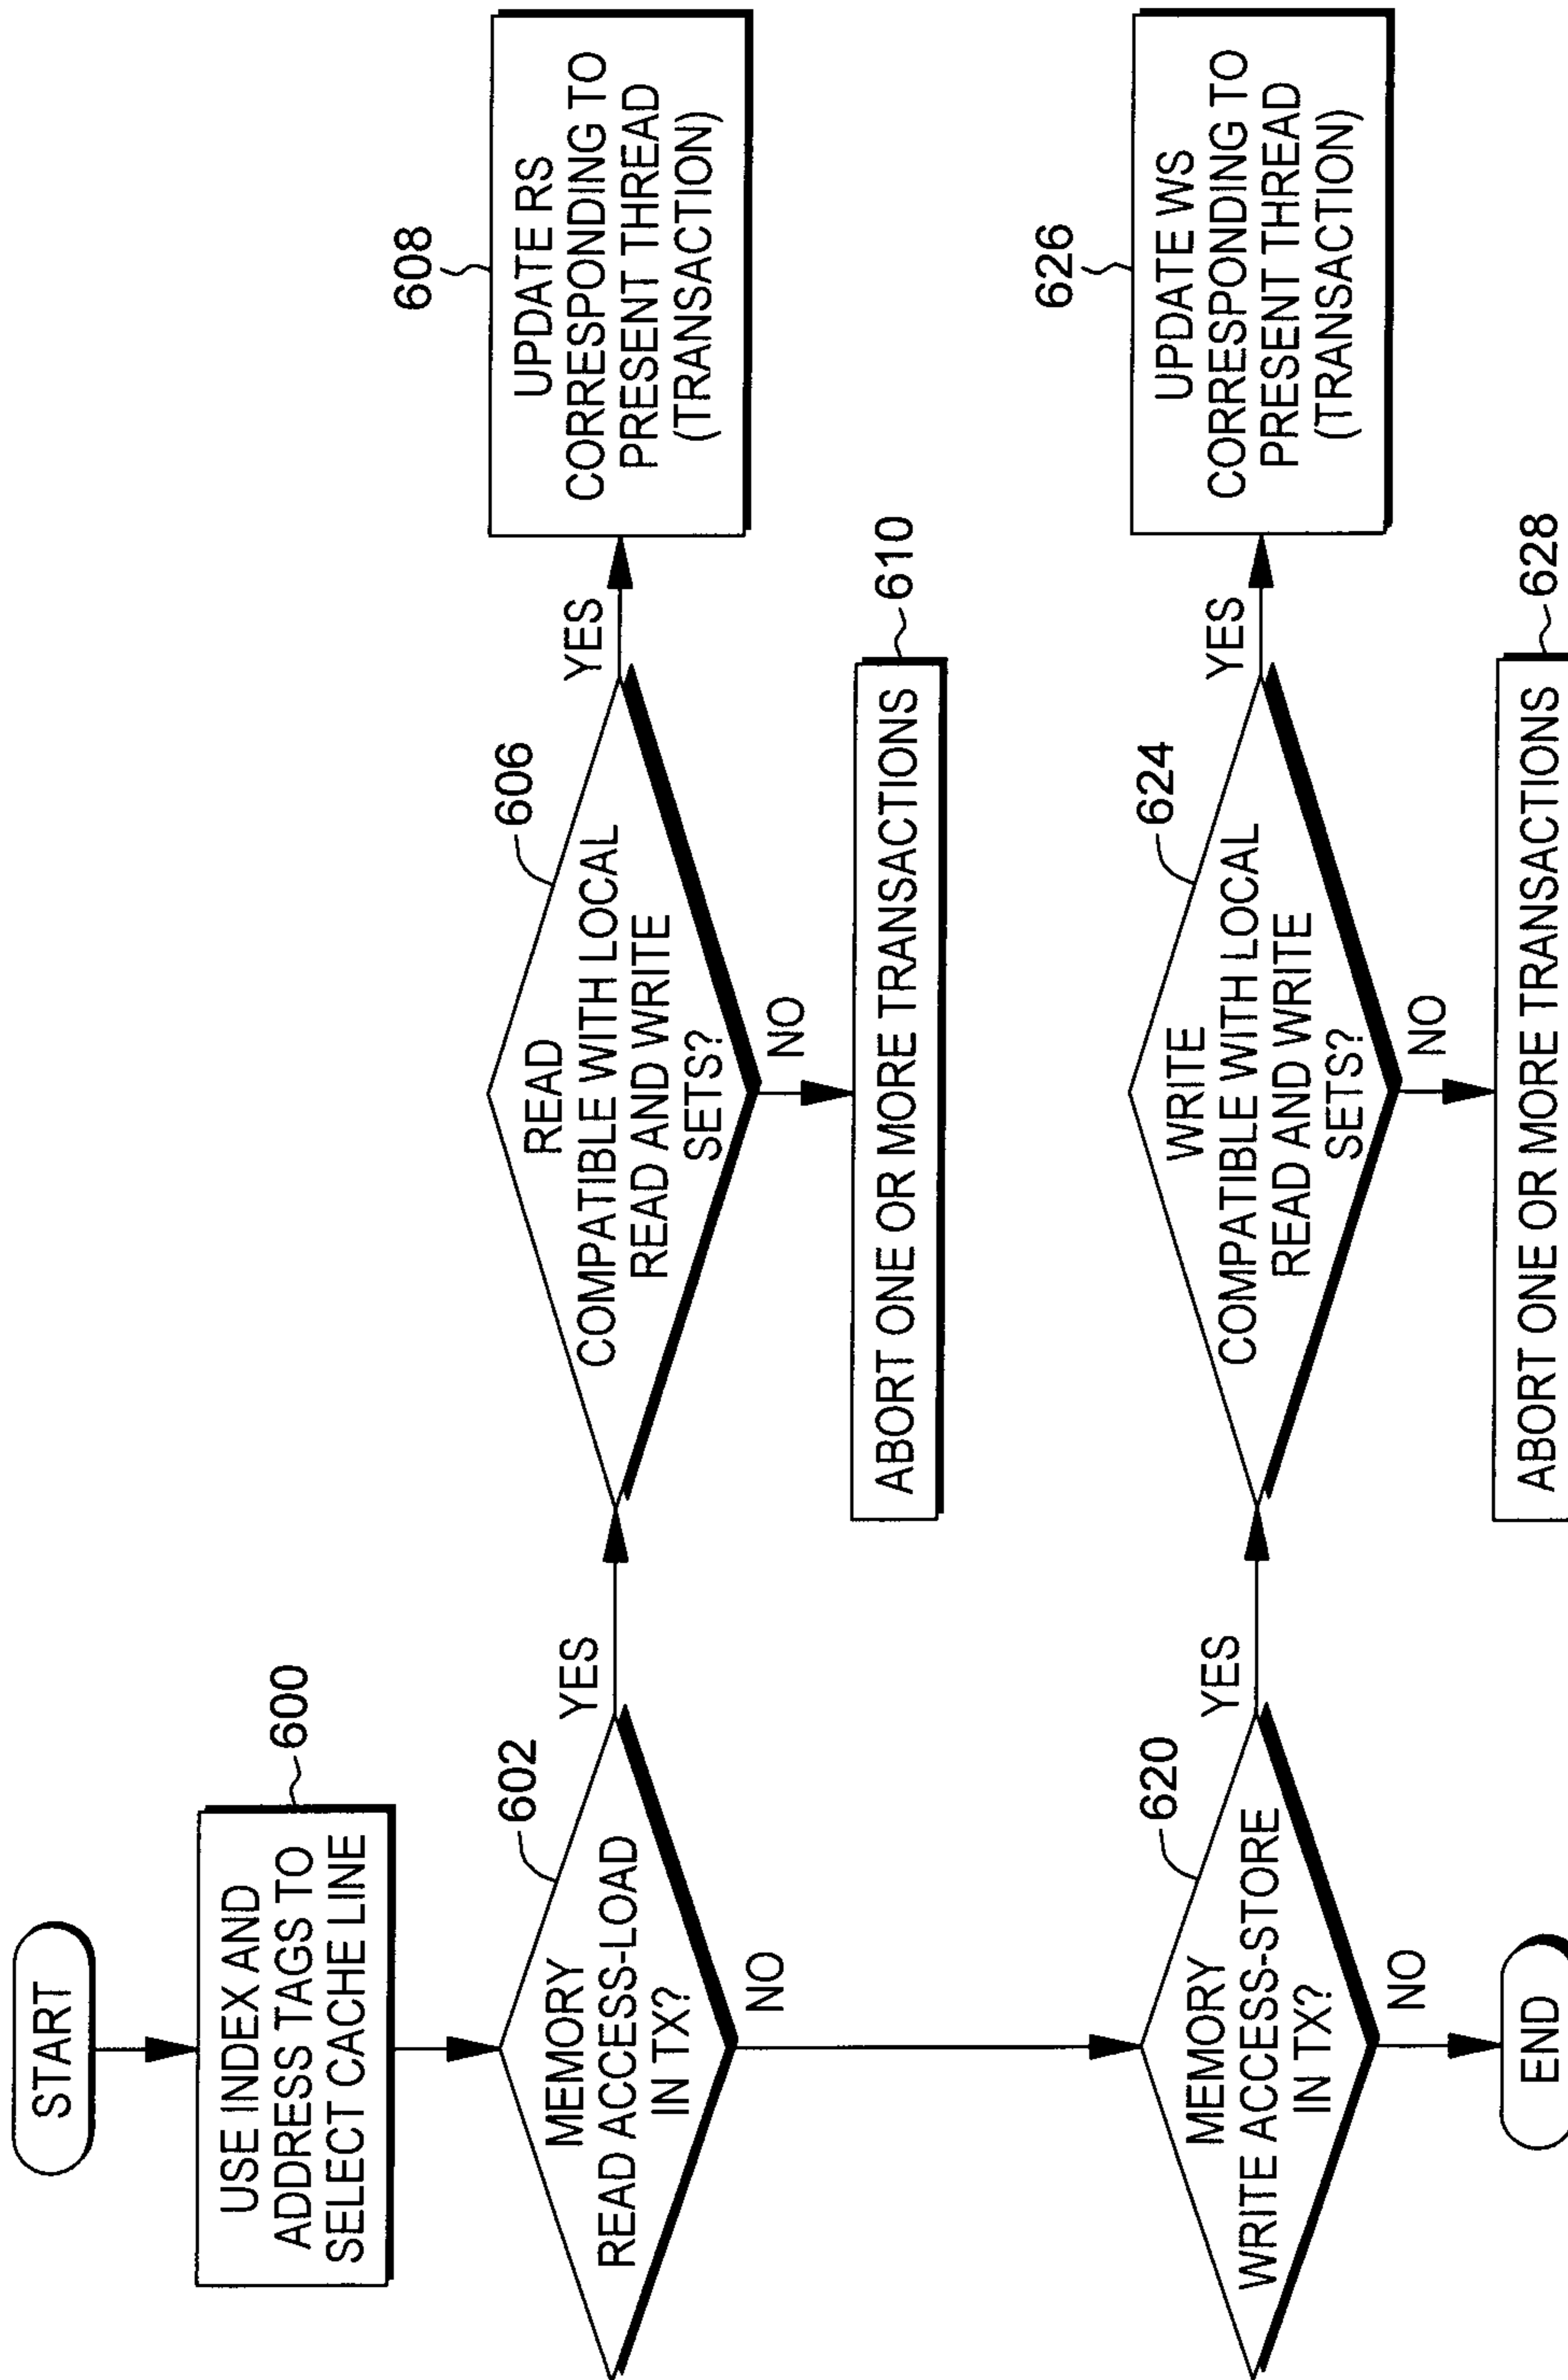 START
USE INDEX AND
ADDRESS TAGS TO
SELECT CACHE LINE
600
MEMORY
READ ACCESS-LOAD
IN TX?
602
YES
NO
READ
COMPATIBLE WITH LOCAL
READ AND WRITE
SETS?
606
YES
NO
UPDATE RS
CORRESPONDING TO
PRESENT THREAD
(TRANSACTION)
608
ABORT ONE OR MORE TRANSACTIONS
610
MEMORY
WRITE ACCESS-STORE
IN TX?
620
YES
NO
WRITE
COMPATIBLE WITH LOCAL
READ AND WRITE
SETS?
624
YES
NO
UPDATE WS
CORRESPONDING TO
PRESENT THREAD
(TRANSACTION)
626
ABORT ONE OR MORE TRANSACTIONS
628
END